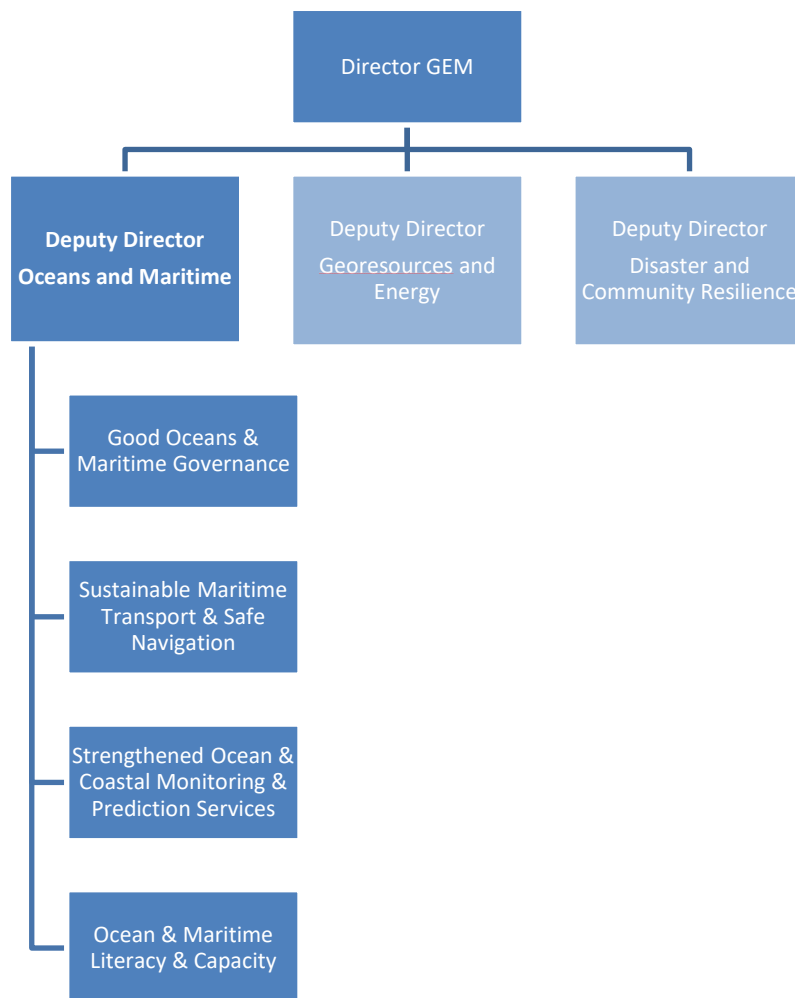 Director GEM
Deputy Director
Oceans and Maritime
Deputy Director
Georesources and
Energy
Deputy Director
Disaster and
Community Resilience
Good Oceans &
Maritime Governance
Sustainable Maritime
Transport & Safe
Navigation
Strengthened Ocean &
Coastal Monitoring &
Prediction Services
Ocean & Maritime
Literacy & Capacity